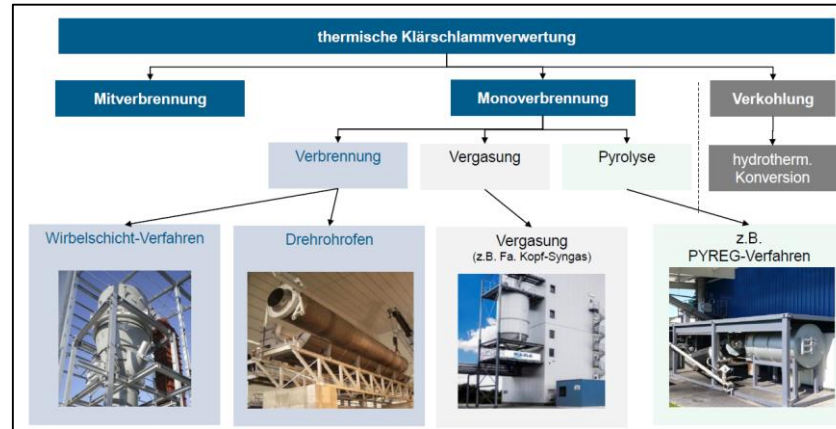 thermische Klärschlammverwertung
Mitverbrennung
Monoverbrennung
Verkohlung
Verbrennung
Vergasung
Pyrolyse
hydrotherm.
Konversion
Wirbelschicht-Verfahren
Drehrohrofen
Vergasung
(z.B. Fa. Kopf-Syngas)
z.B.
PYREG-Verfahren